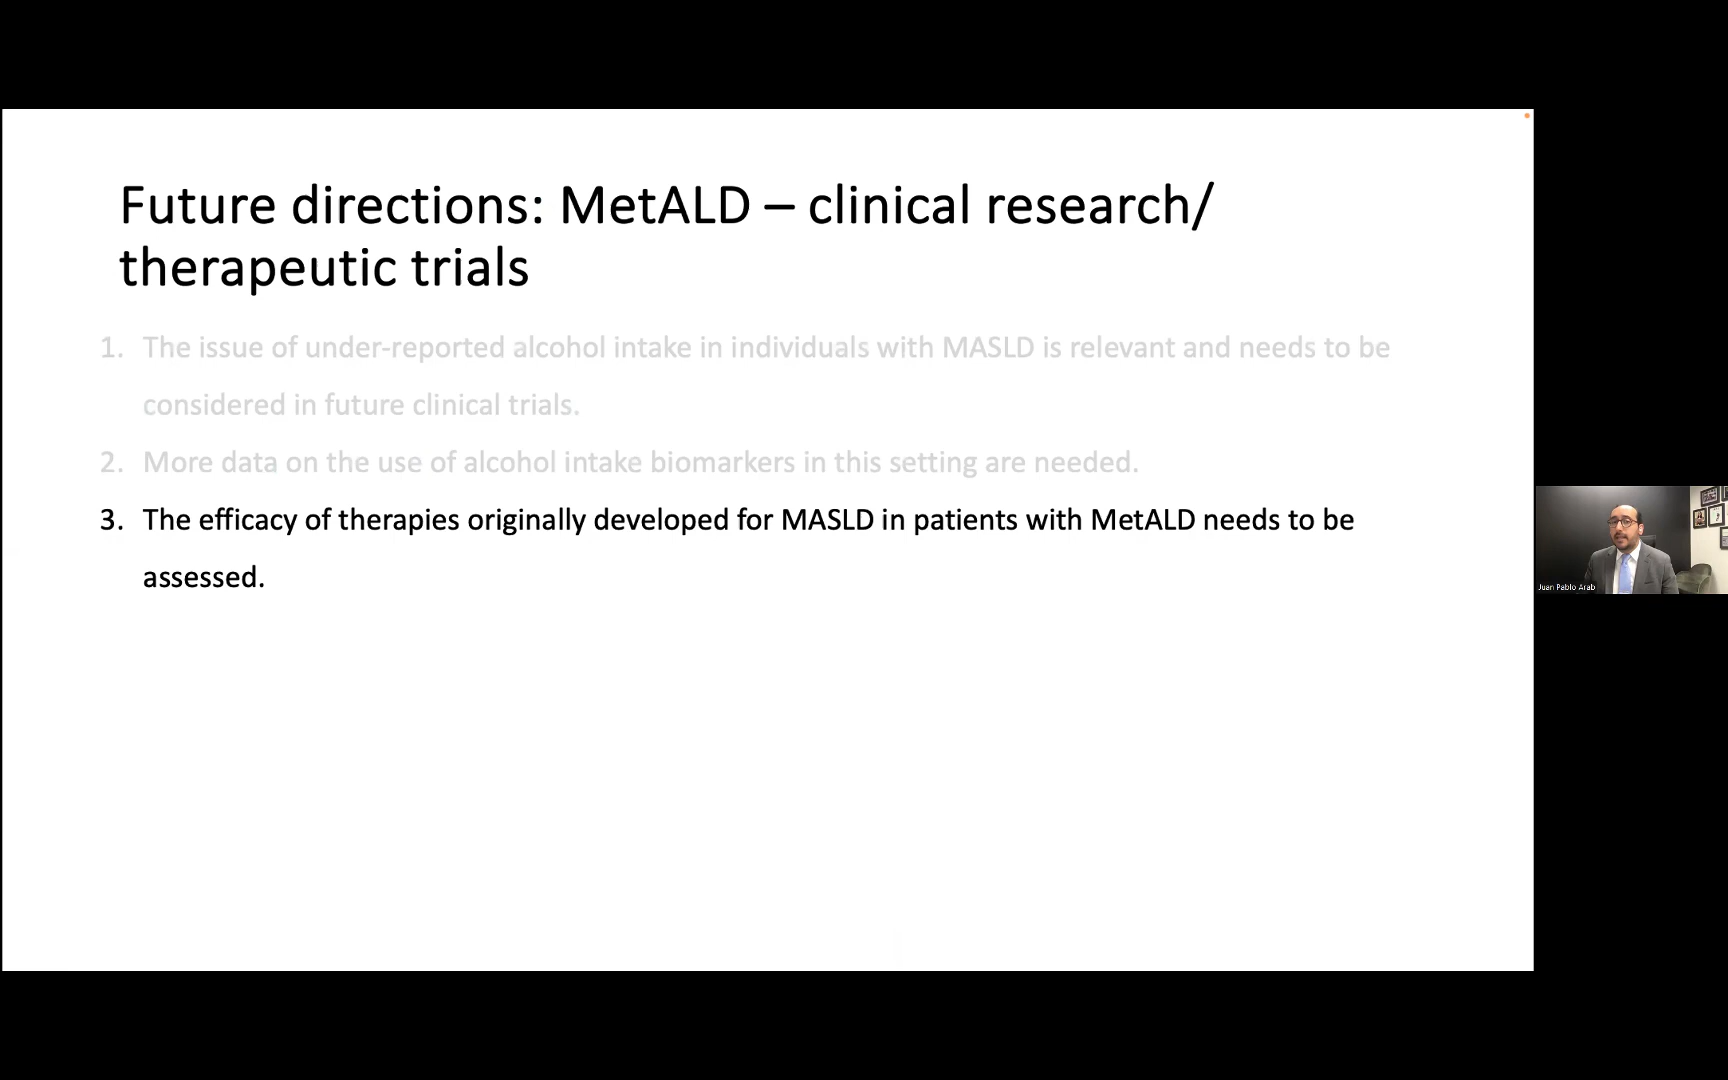 Future directions: MetALD – clinical research/
therapeutic trials
1. The issue of under-reported alcohol intake in individuals with MASLD is relevant and needs to be
considered in future clinical trials.
2. More data on the use of alcohol intake biomarkers in this setting are needed.
3. The efficacy of therapies originally developed for MASLD in patients with MetALD needs to be
assessed.
Juan Pablo Arab